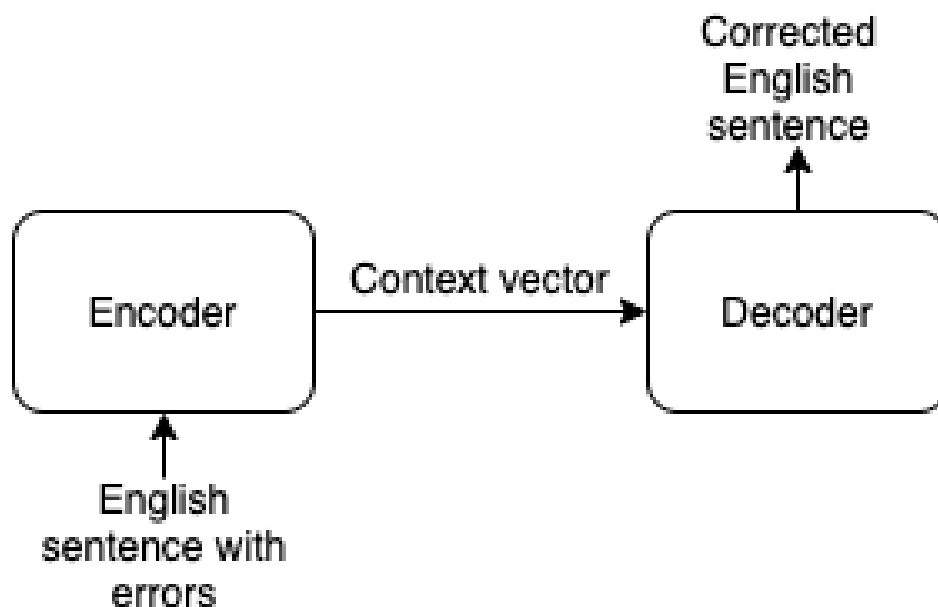 Corrected
English
sentence
Context vector
Encoder
Decoder
English
sentence with
errors